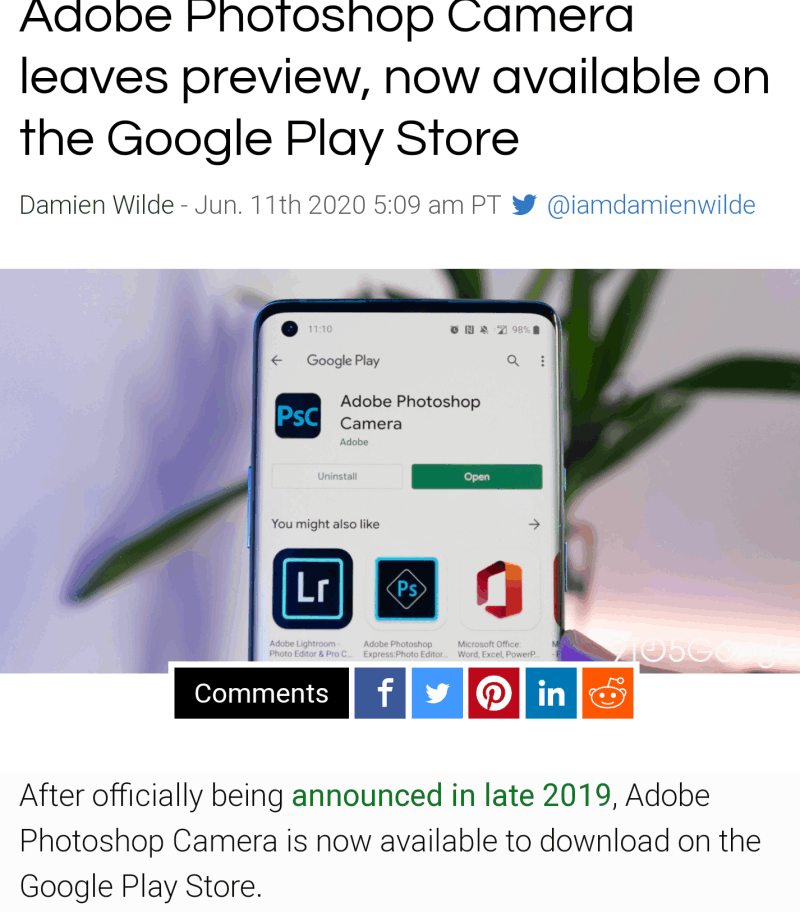 Adobe Photoshop Camera
leaves preview, now available on
the Google Play Store
Damien Wilde - Jun. 11th 2020 5:09 am PT @iamdamienwilde
11:10 98%
Google Play
PsC
Adobe Photoshop
Camera
Adobe
Uninstall Open
You might also like
Lr Ps
Adobe Lightroom - Adobe Photoshop Microsoft Office:
Photo Editor & Pro C... Express:Photo Editor... Word, Excel, PowerP...
Comments f in
After officially being announced in late 2019, Adobe
Photoshop Camera is now available to download on the
Google Play Store.